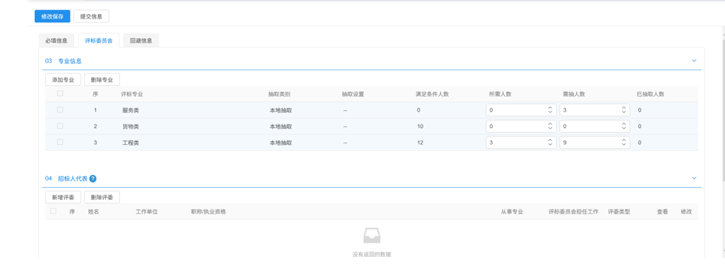 修改保存 提交信息
必填信息 评标委员会 回避信息
03 专业信息
添加专业 删除专业
序 评标专业 抽取类别 抽取设置 满足条件人数 所需人数 需抽人数 已抽取人数
1 服务类 本地抽取 -- 0 0 3 0
2 货物类 本地抽取 -- 10 0 0 0
3 工程类 本地抽取 -- 12 3 9 0
04 招标人代表 ?
新增评委 删除评委
序 姓名 工作单位 职称/执业资格 从事专业 评标委员会担任工作 评委类型 查看 修改
没有返回的数据